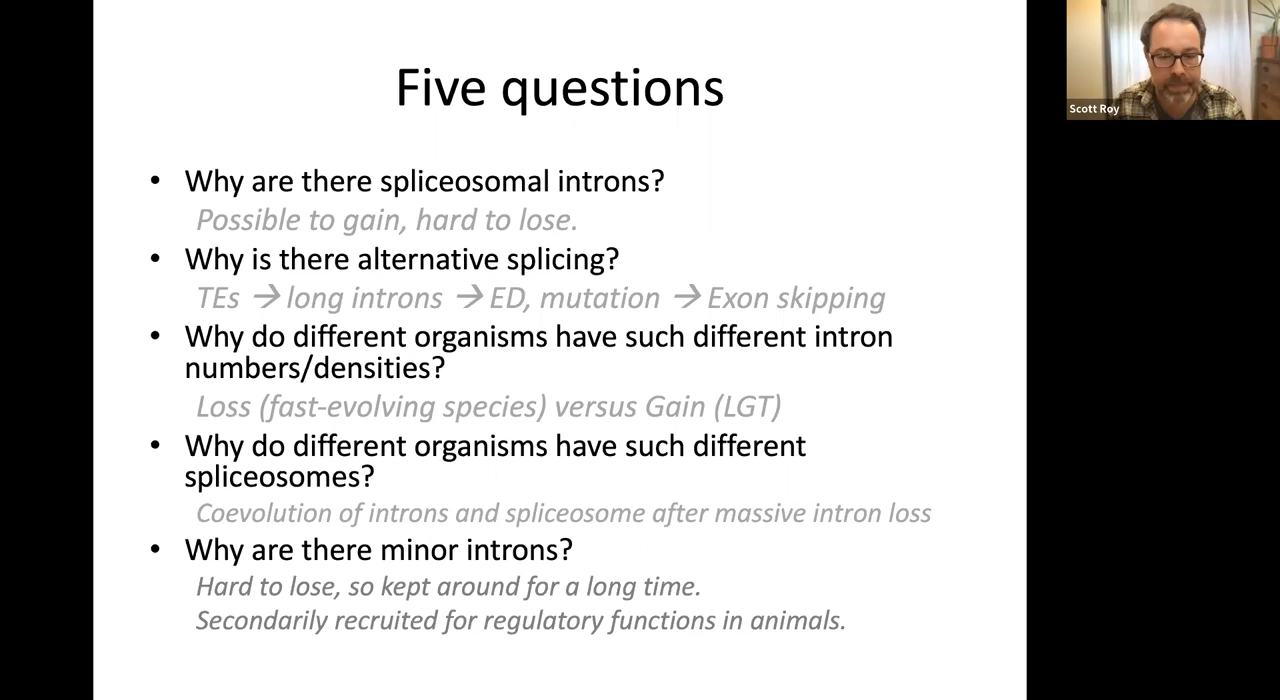 Five questions
• Why are there spliceosomal introns?
Possible to gain, hard to lose.
• Why is there alternative splicing?
TEs → long introns → ED, mutation → Exon skipping
• Why do different organisms have such different intron
numbers/densities?
Loss (fast-evolving species) versus Gain (LGT)
• Why do different organisms have such different
spliceosomes?
Coevolution of introns and spliceosome after massive intron loss
• Why are there minor introns?
Hard to lose, so kept around for a long time.
Secondarily recruited for regulatory functions in animals.
Scott Roy